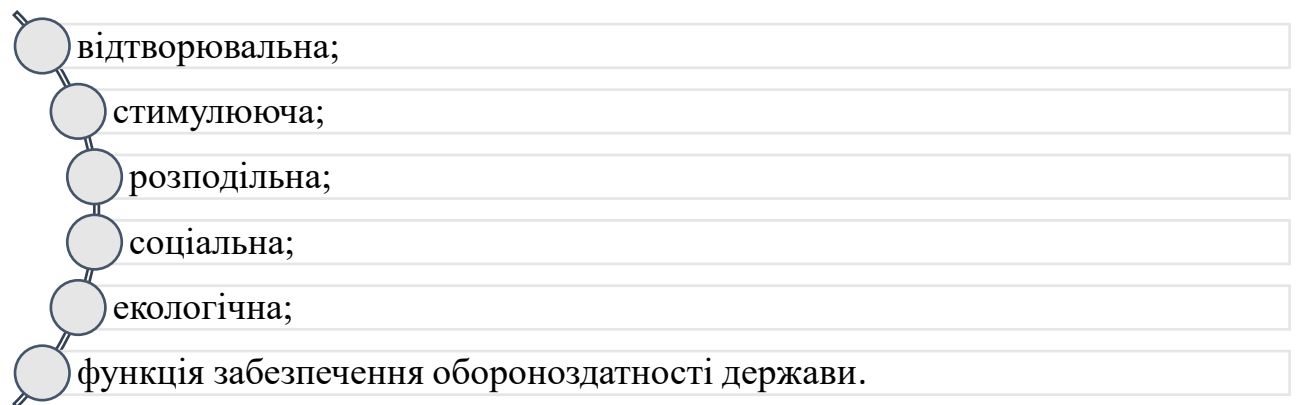 відтворювальна;
стимулююча;
розподільна;
соціальна;
екологічна;
функція забезпечення обороноздатності держави.